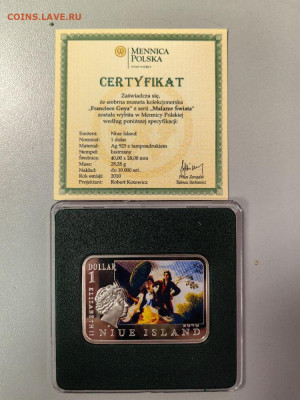 COINS.LAVE.RU
MENNICA
POLSKA
CERTYFIKAT
Zaświadcza się,
że srebrna moneta kolekcjonerska
„Francisco Goya” z serii „Malarze Świata”
została wybita w Mennicy Polskiej
według poniższej specyfikacji:
Emitent: Niue Island
Nominał: 1 dolar
Materiał: Ag 925 z tampondrukiem
Stempel: lustrzany
Średnica: 40,00 x 28,00 mm
Masa: 28,28 g
Nakład: do 10.000 szt.
Rok emisji: 2010
Projektant: Robert Kotowicz
1 DOLLAR
ELIZABETH II
2010
NIUE ISLAND